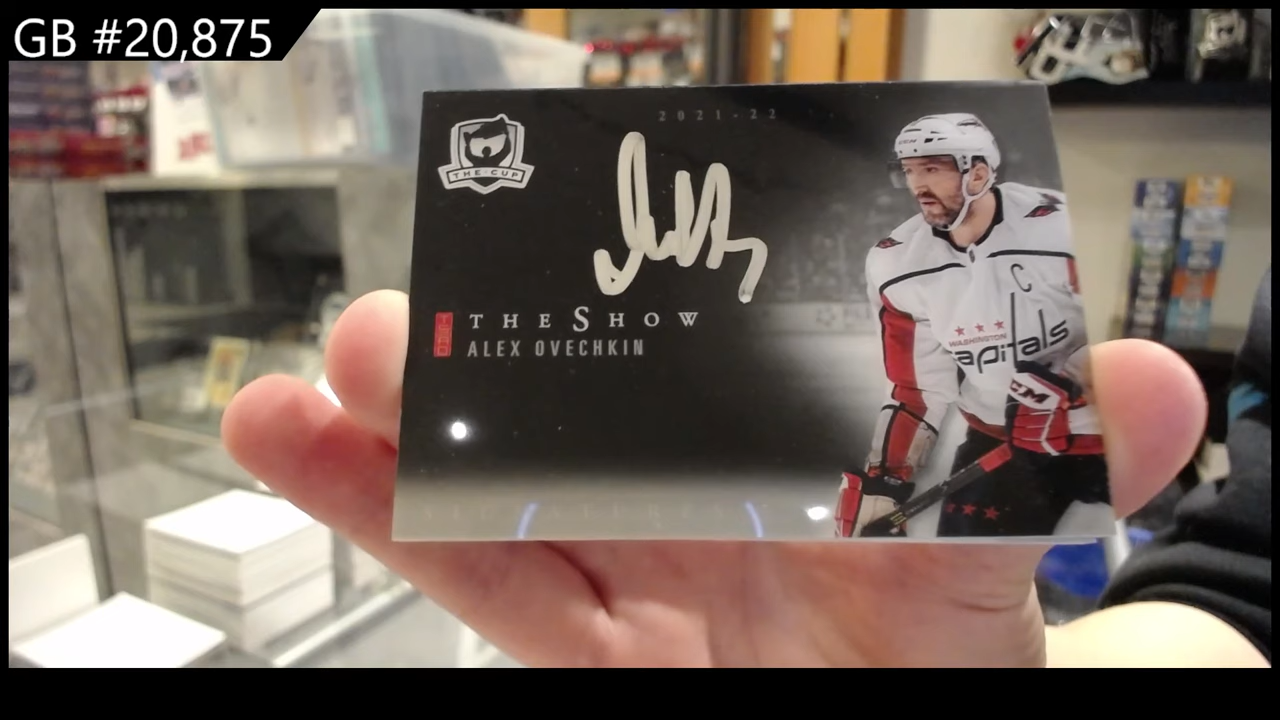 GB #20,875
2021-22
THE CUP
THE SHOW
ALEX OVECHKIN
C
WASHINGTON
capitals
CCM